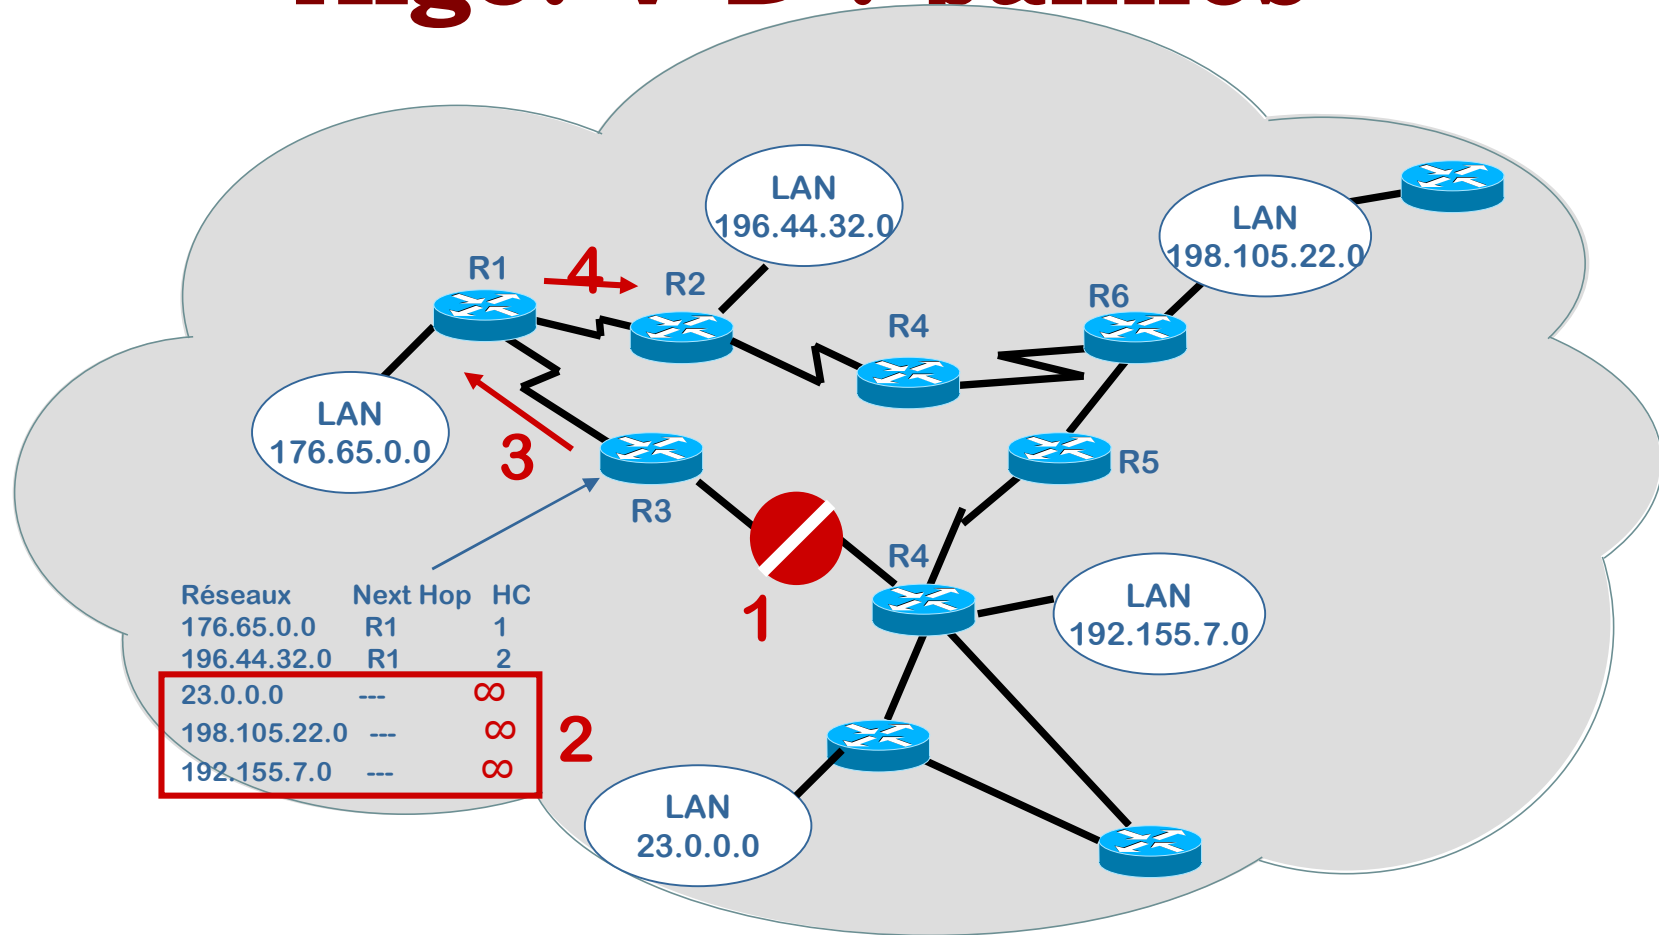 LAN
196.44.32.0
LAN
198.105.22.0
R1
4
R2
R6
R4
LAN
176.65.0.0
3
R3
R5
1
R4
LAN
192.155.7.0
Réseaux Next Hop HC
176.65.0.0 R1 1
196.44.32.0 R1 2
23.0.0.0 --- ∞
198.105.22.0 --- ∞
192.155.7.0 --- ∞
2
LAN
23.0.0.0